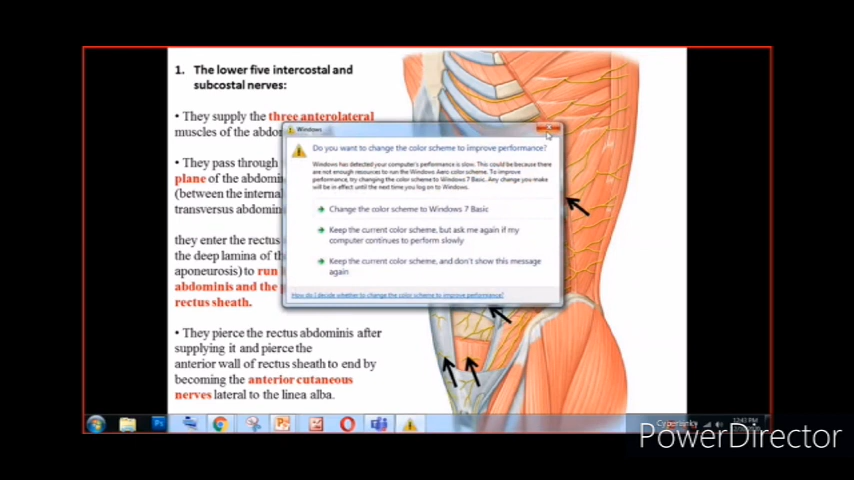 1. The lower five intercostal and
subcostal nerves:
• They supply the three anterolateral
muscles of the abdo
• They pass through
plane of the abdomin
(between the internal
transversus abdomin
they enter the rectus
the deep lamina of th
aponeurosis) to run
abdominis and the
rectus sheath.
• They pierce the rectus abdominis after
supplying it and pierce the
anterior wall of rectus sheath to end by
becoming the anterior cutaneous
nerves lateral to the linea alba.
Windows
Do you want to change the color scheme to improve performance?
Windows has detected your computer's performance is slow. This could be because there
are not enough resources to run the Windows Aero color scheme. To improve
performance, try changing the color scheme to Windows 7 Basic. Any change you make
will be in effect until the next time you log on to Windows.
Change the color scheme to Windows 7 Basic
Keep the current color scheme, but ask me again if my
computer continues to perform slowly
Keep the current color scheme, and don't show this message
again
How do I decide whether to change the color scheme to improve performance?
12:43 PM
CyberLink
PowerDirector